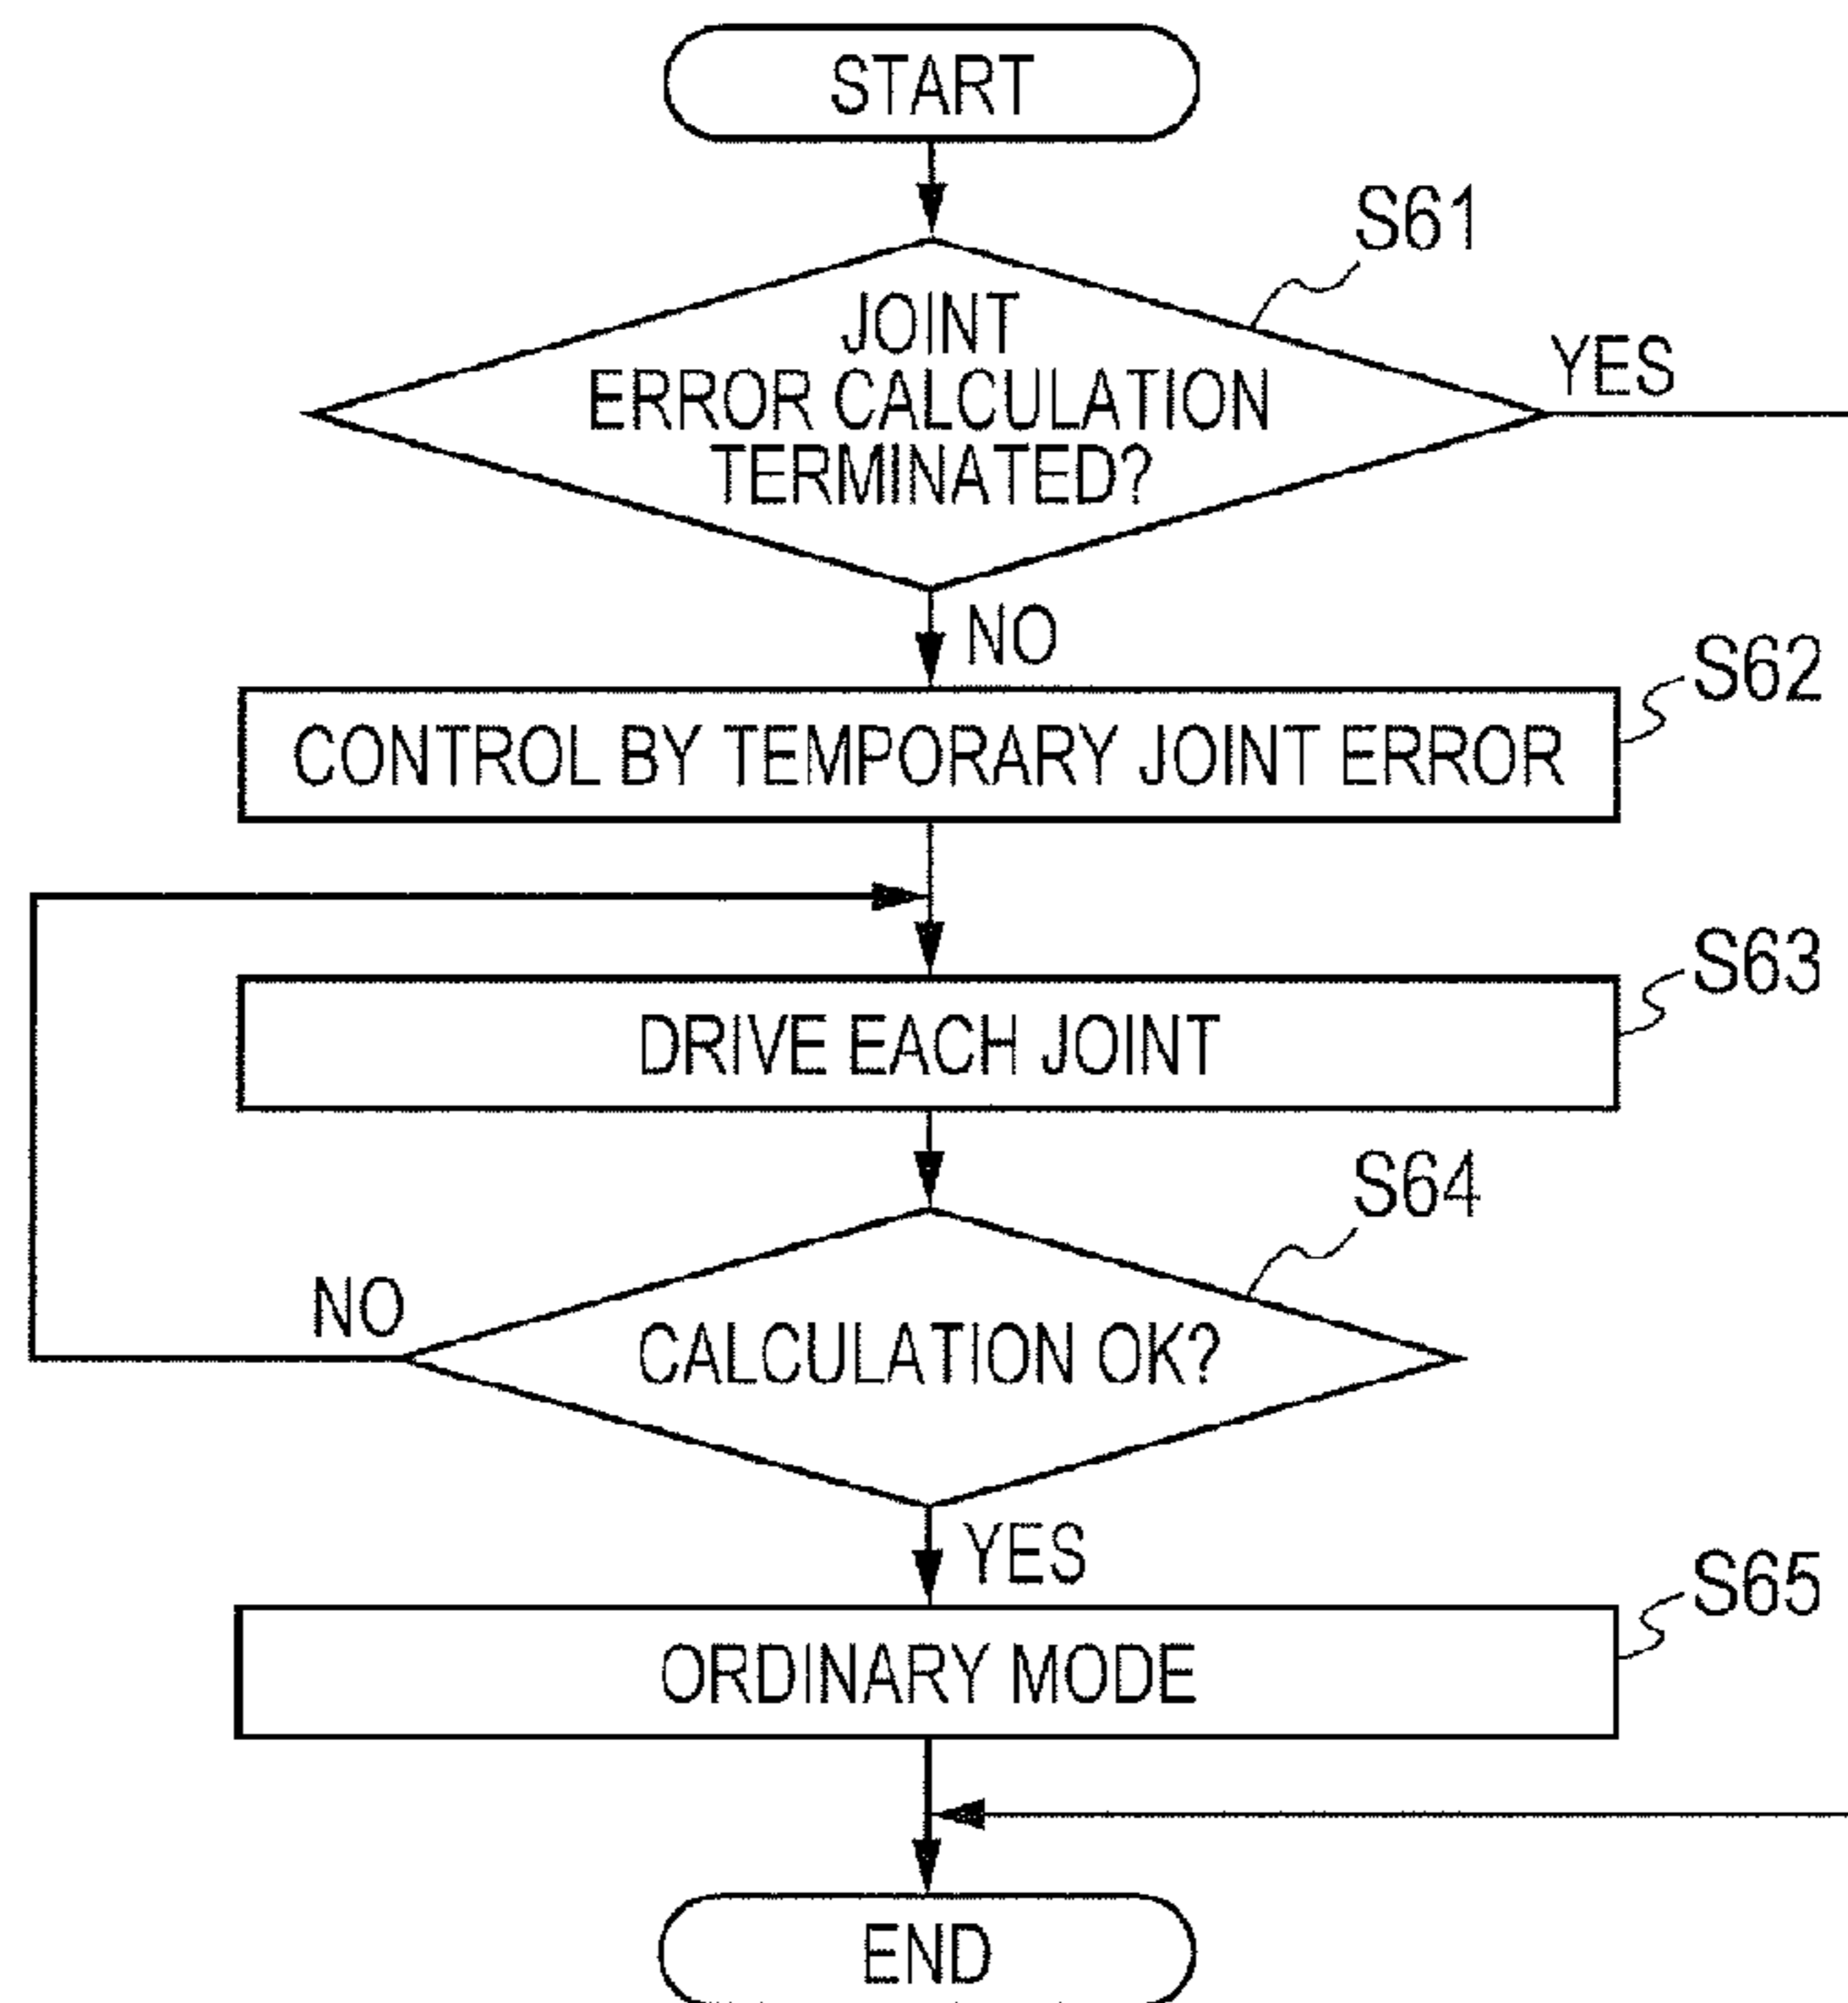 START
S61
JOINT
ERROR CALCULATION
TERMINATED?
YES
NO
S62
CONTROL BY TEMPORARY JOINT ERROR
S63
DRIVE EACH JOINT
S64
NO
CALCULATION OK?
YES
S65
ORDINARY MODE
END